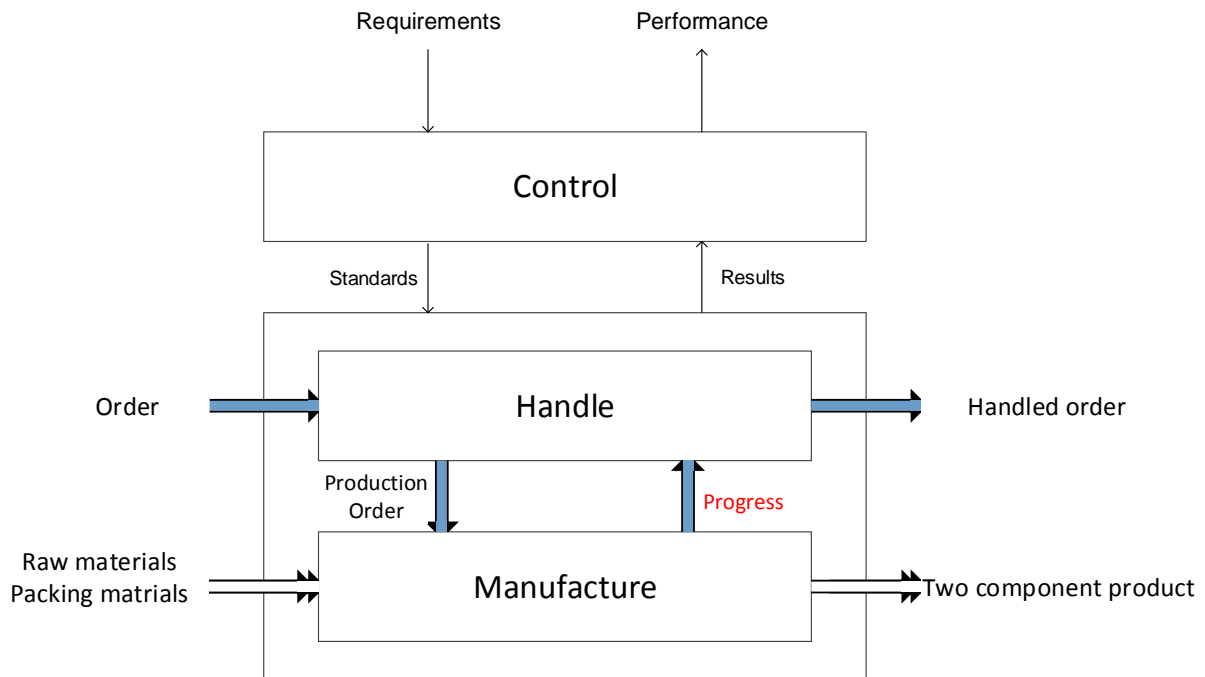 Requirements
Performance
Control
Standards
Results
Order
Handle
Handled order
Production
Order
Progress
Raw materials
Packing matrials
Manufacture
Two component product